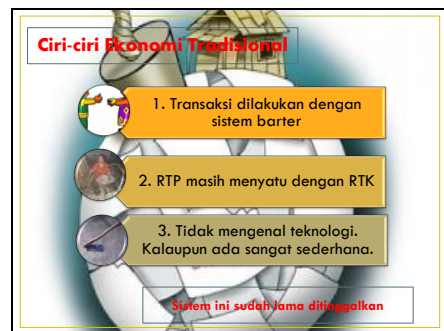 Ciri-ciri Ekonomi Tradisional
1. Transaksi dilakukan dengan
sistem barter
2. RTP masih menyatu dengan RTK
3. Tidak mengenal teknologi.
Kalaupun ada sangat sederhana.
Sistem ini sudah lama ditinggalkan